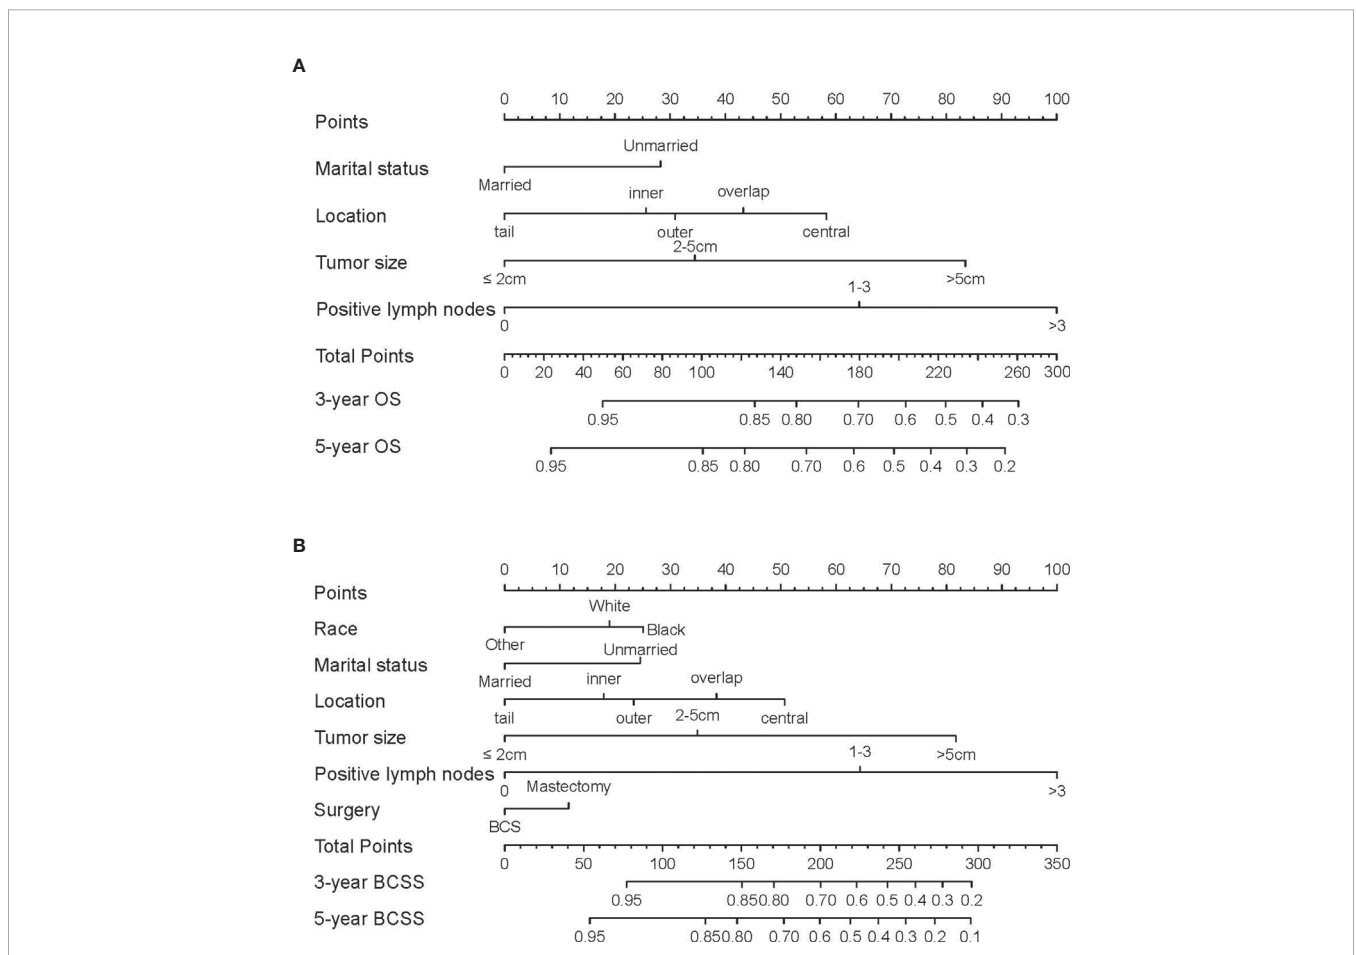 A
0 10 20 30 40 50 60 70 80 90 100
Points
Unmarried
Marital status
Married
inner overlap
Location
tail outer central
2-5cm
Tumor size
≤ 2cm >5cm
1-3
Positive lymph nodes
0 >3
Total Points
0 20 40 60 80 100 140 180 220 260 300
3-year OS
0.95 0.85 0.80 0.70 0.6 0.5 0.4 0.3
5-year OS
0.95 0.85 0.80 0.70 0.6 0.5 0.4 0.3 0.2
B
0 10 20 30 40 50 60 70 80 90 100
Points
White
Race Black
Other Unmarried
Marital status
Married inner overlap
Location
tail outer 2-5cm central
Tumor size
≤ 2cm 1-3 >5cm
Positive lymph nodes
0 Mastectomy >3
Surgery
BCS
Total Points
0 50 100 150 200 250 300 350
3-year BCSS
0.95 0.85 0.80 0.70 0.6 0.5 0.4 0.3 0.2
5-year BCSS
0.95 0.85 0.80 0.70 0.6 0.5 0.4 0.3 0.2 0.1